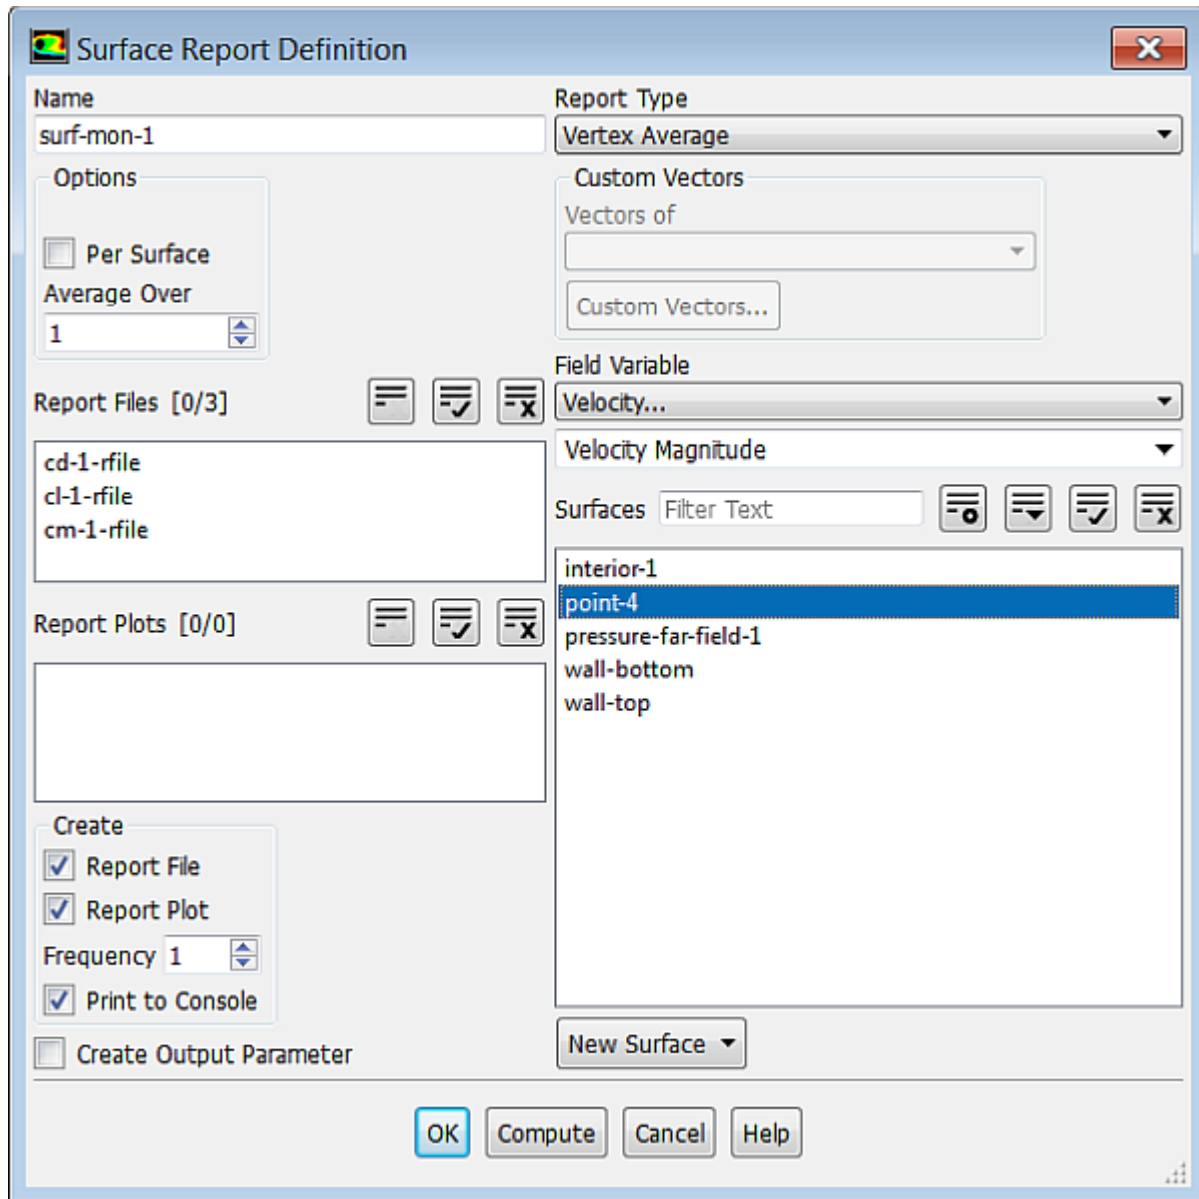 Surface Report Definition
Name
surf-mon-1
Options
Per Surface
Average Over
1
Report Files [0/3]
cd-1-rfile
cl-1-rfile
cm-1-rfile
Report Plots [0/0]
Create
Report File
Report Plot
Frequency 1
Print to Console
Create Output Parameter
Report Type
Vertex Average
Custom Vectors
Vectors of
Custom Vectors...
Field Variable
Velocity...
Velocity Magnitude
Surfaces Filter Text
interior-1
point-4
pressure-far-field-1
wall-bottom
wall-top
New Surface
OK Compute Cancel Help